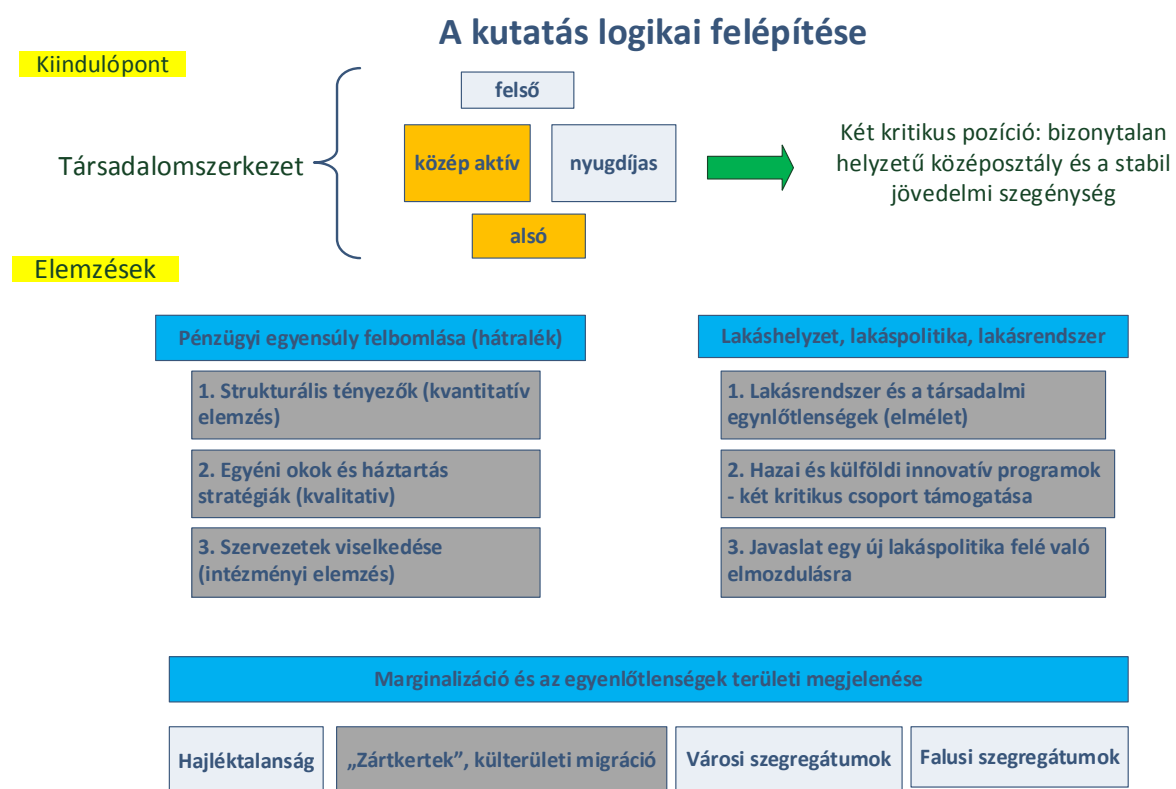 A kutatás logikai felépítése
Kiindulópont
felső
Társadalomszerkezet
közép aktív
nyugdíjas
alsó
Két kritikus pozíció: bizonytalan
helyzetű középosztály és a stabil
jövedelmi szegénység
Elemzések
Pénzügyi egyensúly felbomlása (hátralék)
1. Strukturális tényezők (kvantitatív
elemzés)
2. Egyéni okok és háztartás
stratégiák (kvalitativ)
3. Szervezetek viselkedése
(intézményi elemzés)
Lakáshelyzet, lakáspolitika, lakásrendszer
1. Lakásrendszer és a társadalmi
egynlőtlenségek (elmélet)
2. Hazai és külföldi innovatív programok
- két kritikus csoport támogatása
3. Javaslat egy új lakáspolitika felé való
elmozdulásra
Marginalizáció és az egyenlőtlenségek területi megjelenése
Hajléktalanság
„Zártkertek”, külterületi migráció
Városi szegregátumok
Falusi szegregátumok